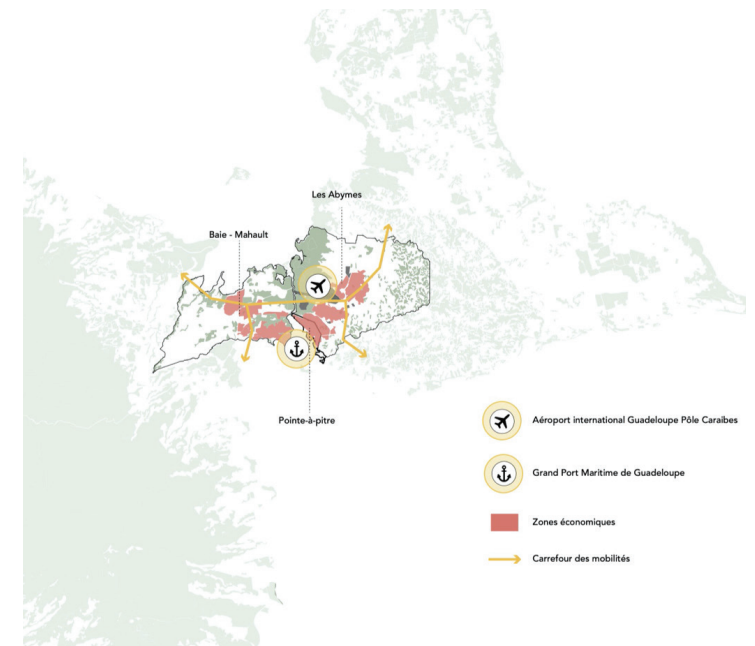 Les Abymes
Baie - Mahault
Pointe-à-pitre
Aéroport international Guadeloupe Pôle Caraibes
Grand Port Maritime de Guadeloupe
Zones économiques
Carrefour des mobilités